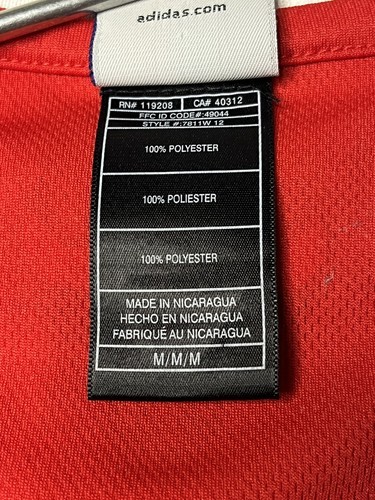 adidas.com
RN# 119208 CA# 40312
FFC ID CODE#:49044
STYLE #:7811W 12
100% POLYESTER
100% POLIESTER
100% POLYESTER
MADE IN NICARAGUA
HECHO EN NICARAGUA
FABRIQUÉ AU NICARAGUA
M/M/M